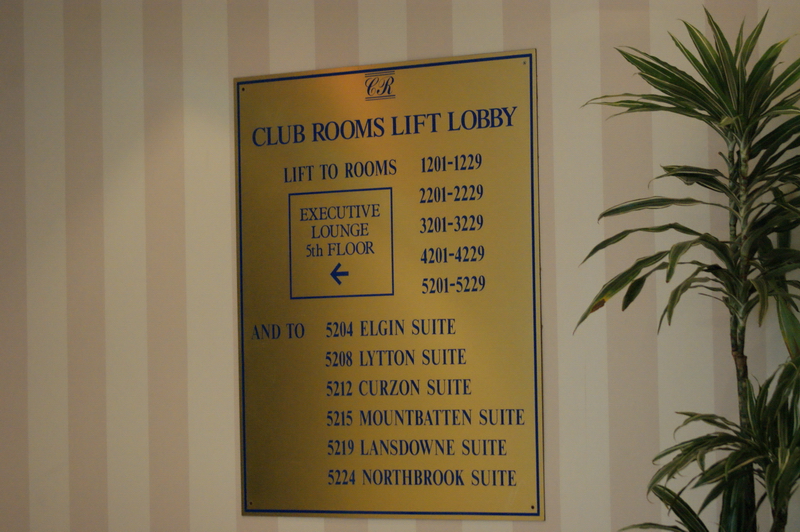 CR
CLUB ROOMS LIFT LOBBY
LIFT TO ROOMS 1201-1229
2201-2229
3201-3229
4201-4229
5201-5229
EXECUTIVE
LOUNGE
5th FLOOR
AND TO 5204 ELGIN SUITE
5208 LYTTON SUITE
5212 CURZON SUITE
5215 MOUNTBATTEN SUITE
5219 LANSDOWNE SUITE
5224 NORTHBROOK SUITE